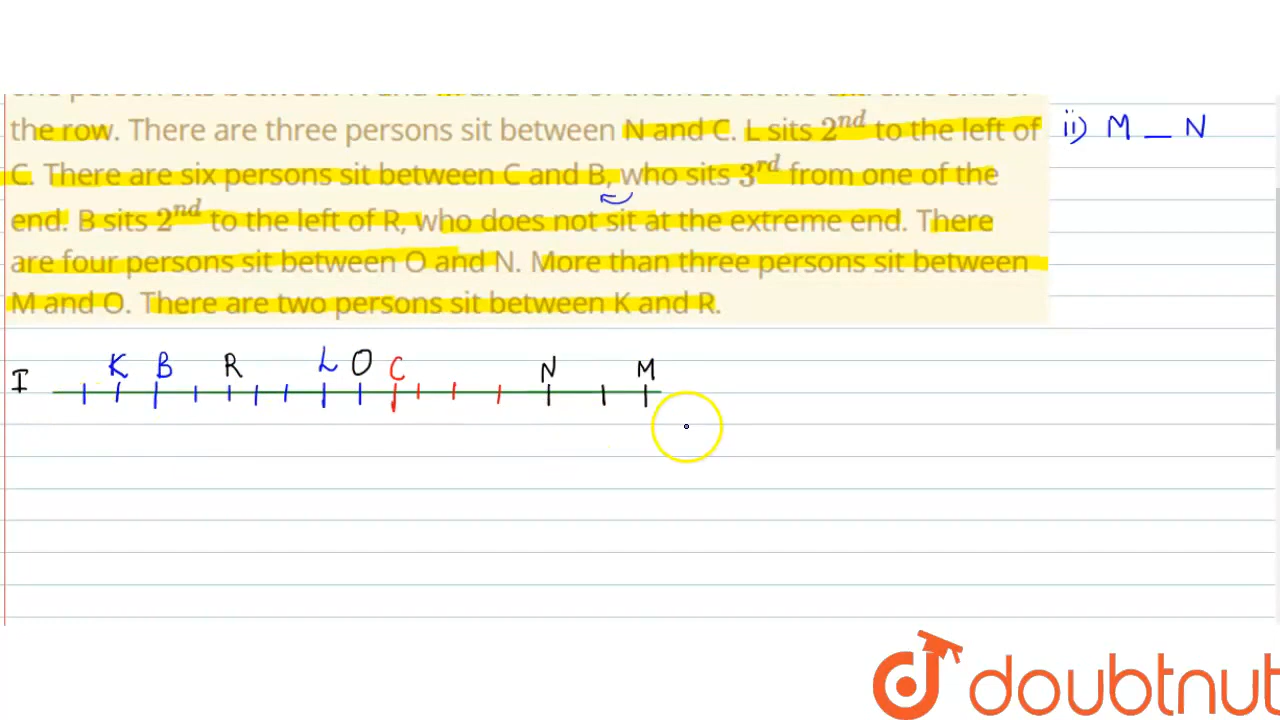 the row. There are three persons sit between N and C. L sits 2nd to the left of
C. There are six persons sit between C and B, who sits 3rd from one of the
end. B sits 2nd to the left of R, who does not sit at the extreme end. There
are four persons sit between O and N. More than three persons sit between
M and O. There are two persons sit between K and R.
ii) M _ N
I K B R L O C N M
doubtnut